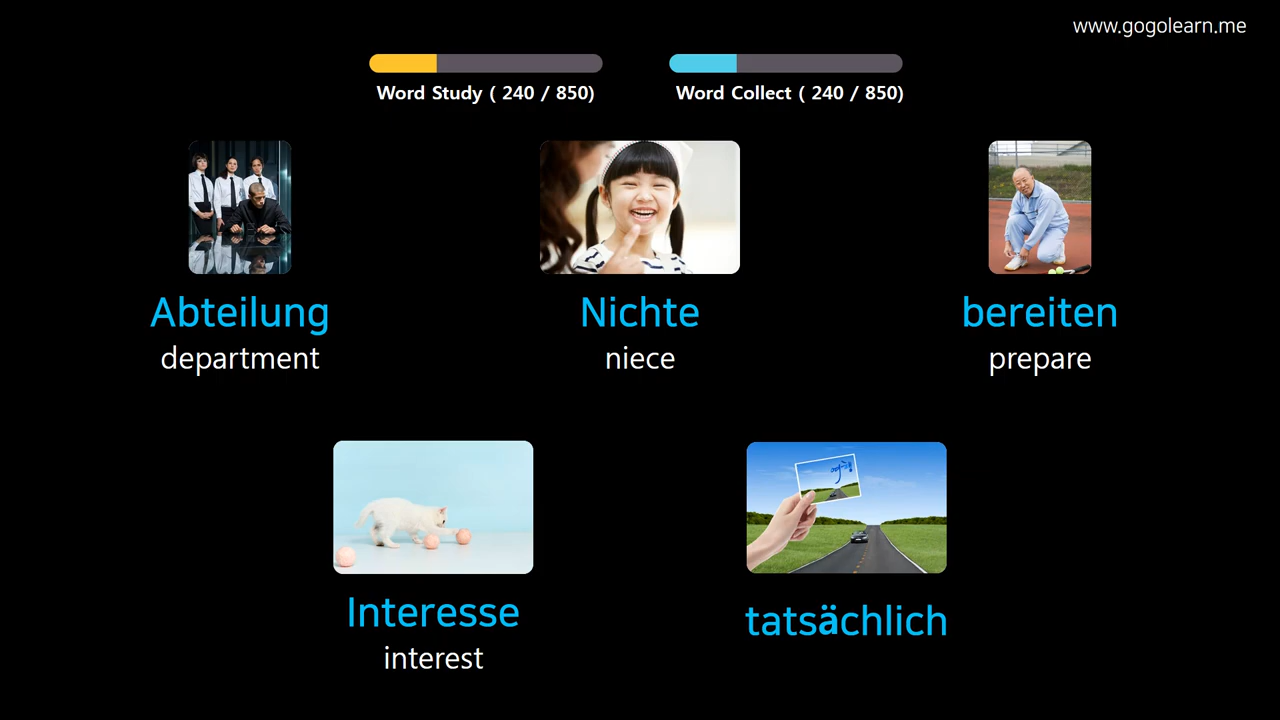 www.gogolearn.me
Word Study ( 240 / 850)
Word Collect ( 240 / 850)
Abteilung
department
Nichte
niece
bereiten
prepare
Interesse
interest
tatsächlich